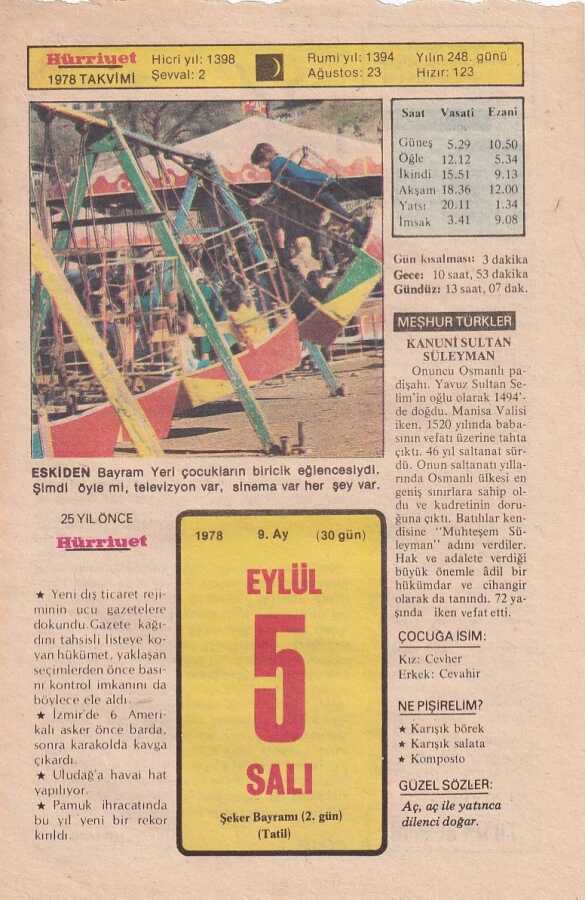 Hürriyet
1978 TAKVİMİ
Hicri yıl: 1398
Şevval: 2
Rumi yıl: 1394
Ağustos: 23
Yılın 248. günü
Hızır: 123
Saat Vasati Ezani
Güneş 5.29 10.50
Öğle 12.12 5.34
İkindi 15.51 9.13
Akşam 18.36 12.00
Yatsı 20.11 1.34
İmsak 3.41 9.08
Gün kısalması: 3 dakika
Gece: 10 saat, 53 dakika
Gündüz: 13 saat, 07 dak.
MEŞHUR TÜRKLER
KANUNİ SULTAN
SÜLEYMAN
Onuncu Osmanlı pa-
dişahı. Yavuz Sultan Se-
lim'in oğlu olarak 1494'-
de doğdu. Manisa Valisi
iken, 1520 yılında baba-
sının vefatı üzerine tahta
çıktı. 46 yıl saltanat sür-
dü. Onun saltanatı yılla-
rında Osmanlı ülkesi en
geniş sınırlara sahip ol-
du ve kudretinin doru-
ğuna çıktı. Batılılar ken-
disine "Muhteşem Sü-
leyman" adını verdiler.
Hak ve adalete verdiği
büyük önemle âdil bir
hükümdar ve cihangir
olarak da tanındı. 72 ya-
şında iken vefat etti.
ÇOCUĞA İSİM:
Kız: Cevher
Erkek: Cevahir
NE PİŞİRELİM?
★ Karışık börek
★ Karışık salata
★ Komposto
GÜZEL SÖZLER:
Aç, aç ile yatınca
dilenci doğar.
ESKİDEN Bayram Yeri çocukların biricik eğlencesiydi.
Şimdi öyle mi, televizyon var, sinema var her şey var.
25 YIL ÖNCE
Hürriyet
★ Yeni dış ticaret reji-
minin ucu gazetelere
dokundu. Gazete kağı-
dını tahsisli listeye ko-
yan hükümet, yaklaşan
seçimlerden önce bası-
nı kontrol imkanını da
böylece ele aldı.
★ İzmir'de 6 Ameri-
kalı asker önce barda,
sonra karakolda kavga
çıkardı.
★ Uludağ'a havai hat
yapılıyor.
★ Pamuk ihracatında
bu yıl yeni bir rekor
kırıldı.
1978 9. Ay (30 gün)
EYLÜL
5
SALI
Şeker Bayramı (2. gün)
(Tatil)